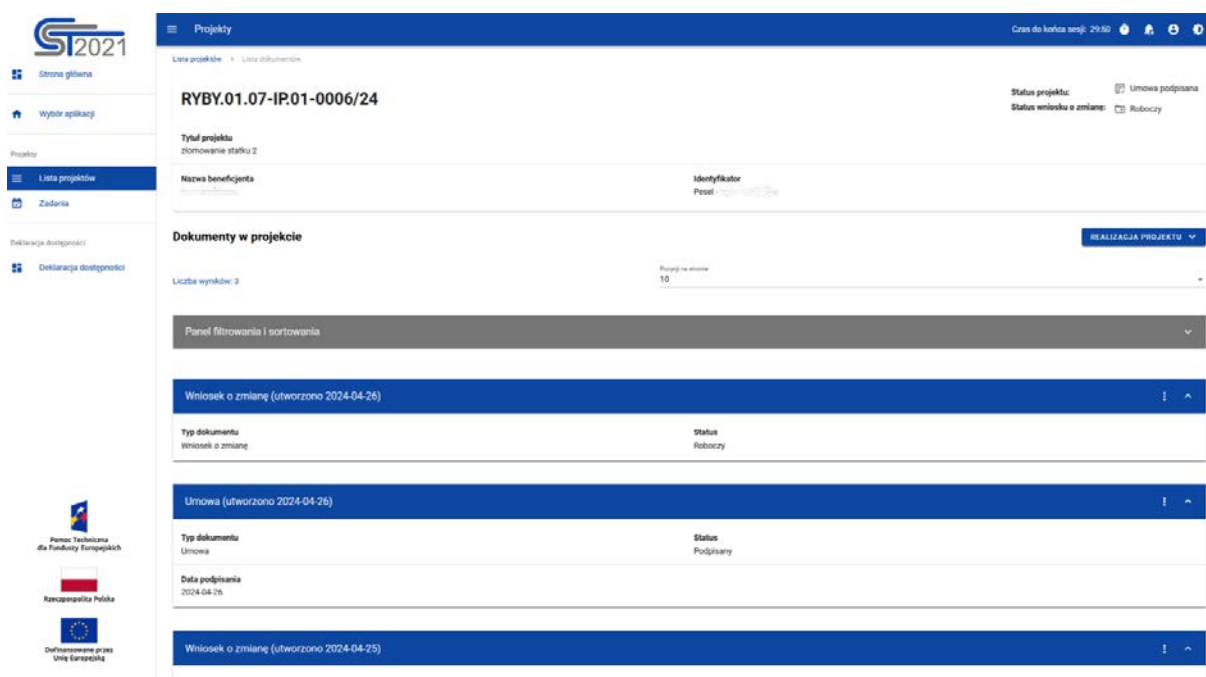 CST2021
Strona główna
Wybór aplikacji
Projekty
Lista projektów
Zadania
Deklaracja dostępności
Deklaracja dostępności
Pomoc Techniczna
dla Funduszy Europejskich
Rzeczpospolita Polska
Dofinansowane przez
Unię Europejską
Projekty
Czas do końca sesji: 29:50
Lista projektów
Lista dokumentów
RYBY.01.07-IP.01-0006/24
Status projektu: Umowa podpisana
Status wniosku o zmianę: Roboczy
Tytuł projektu
złomowanie statku 2
Nazwa beneficjenta
Identyfikator
Pesel
Dokumenty w projekcie
REALIZACJA PROJEKTU
Liczba wyników: 3
Pozycji na stronie
10
Panel filtrowania i sortowania
Wniosek o zmianę (utworzono 2024-04-26)
Typ dokumentu
Wniosek o zmianę
Status
Roboczy
Umowa (utworzono 2024-04-26)
Typ dokumentu
Umowa
Status
Podpisany
Data podpisania
2024-04-26
Wniosek o zmianę (utworzono 2024-04-25)